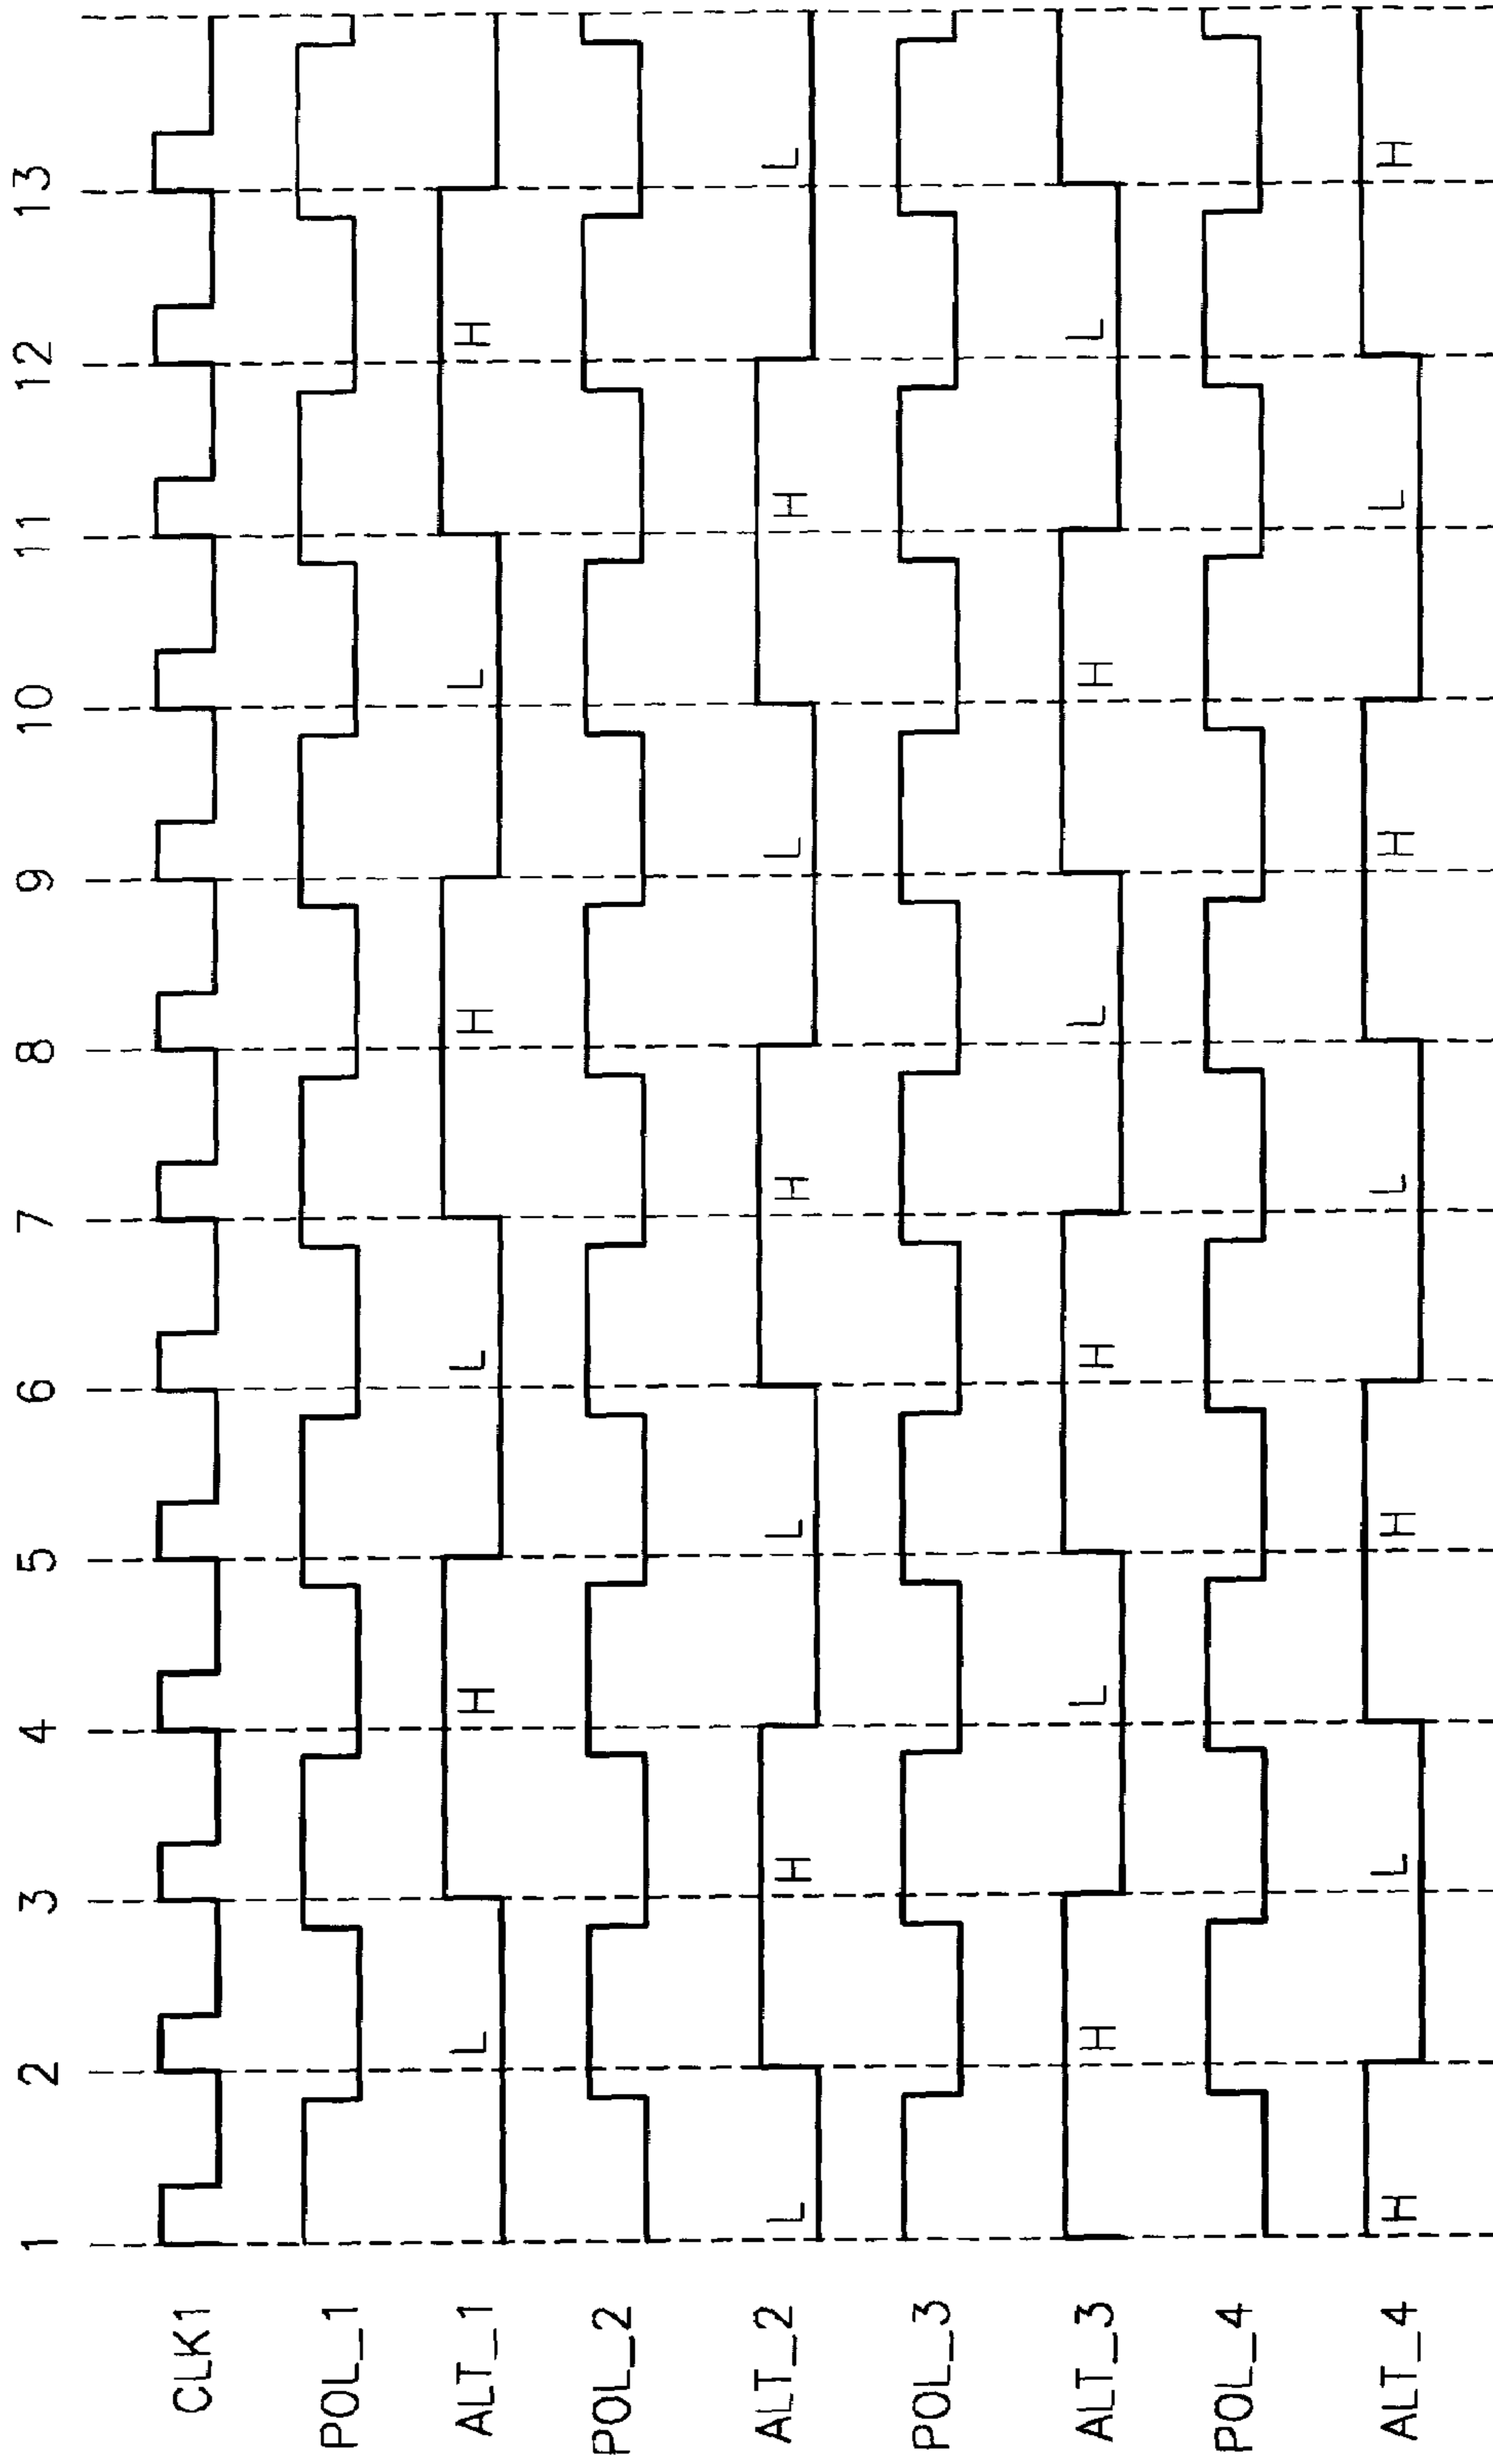 1 2 3 4 5 6 7 8 9 10 11 12 13
CLK1
POL_1
ALT_1 L H L H L H
POL_2
ALT_2 L H L H L H L
POL_3
ALT_3 H L H L H L
POL_4
ALT_4 H L H L H L H